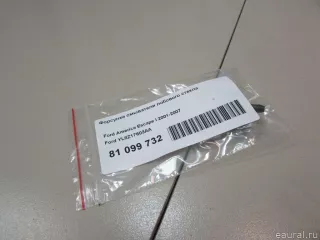 Форсунка омывателя лобового стекла
Ford America Escape I 2001-2007
Ford YL8Z17603AA
81 099 732
eaural.ru